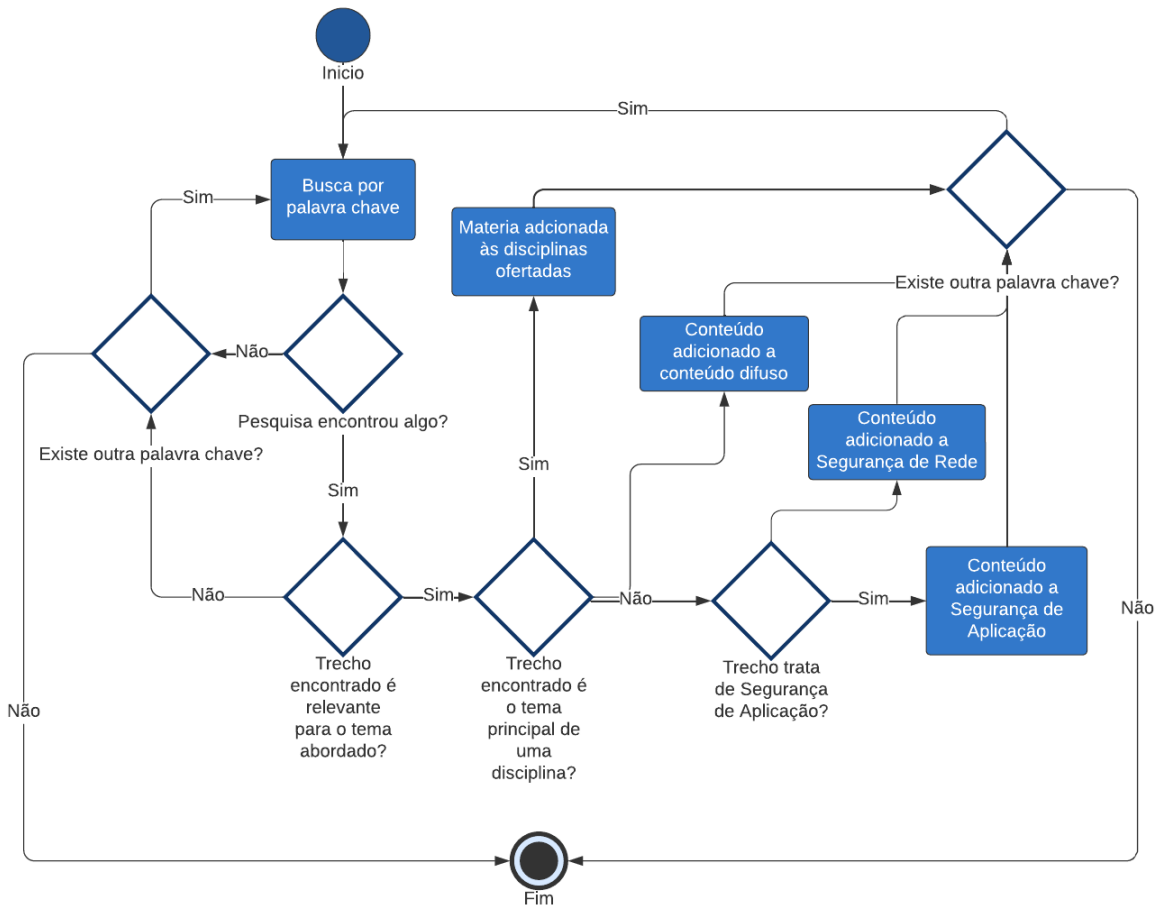 Inicio
Sim
Busca por
palavra chave
Sim
Materia adcionada
às disciplinas
ofertadas
Existe outra palavra chave?
Conteúdo
adicionado a
conteúdo difuso
Não
Pesquisa encontrou algo?
Conteúdo
adicionado a
Segurança de Rede
Existe outra palavra chave?
Sim
Sim
Conteúdo
adicionado a
Segurança de
Aplicação
Não
Sim
Não
Sim
Não
Trecho
encontrado é
relevante
para o tema
abordado?
Trecho
encontrado é
o tema
principal de
uma
disciplina?
Trecho trata
de Segurança
de Aplicação?
Não
Fim